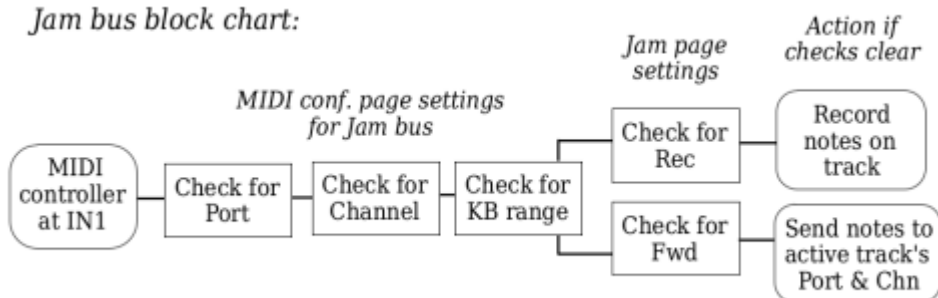 Jam bus block chart:
Action if
checks clear
Jam page
settings
MIDI conf. page settings
for Jam bus
MIDI
controller
at IN1
Check for
Port
Check for
Channel
Check for
KB range
Check for
Rec
Record
notes on
track
Check for
Fwd
Send notes to
active track's
Port & Chn